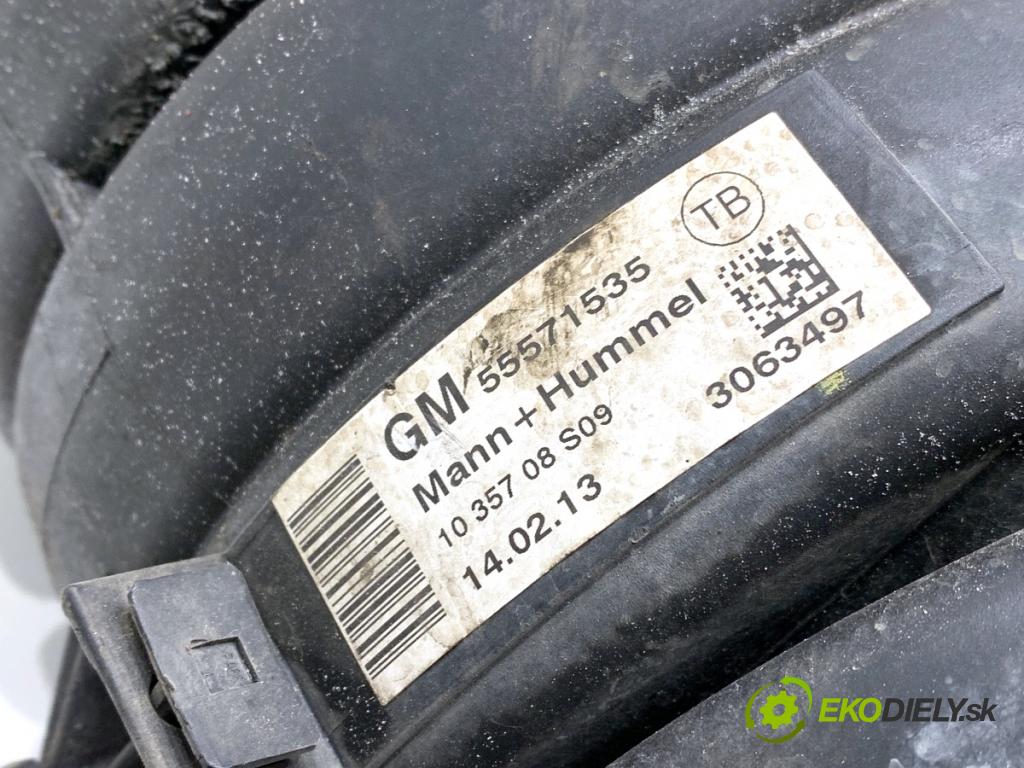 TB
GM 55571535
Mann+Hummel
10 357 08 S09
14.02.13
3063497
EKODIELY.sk